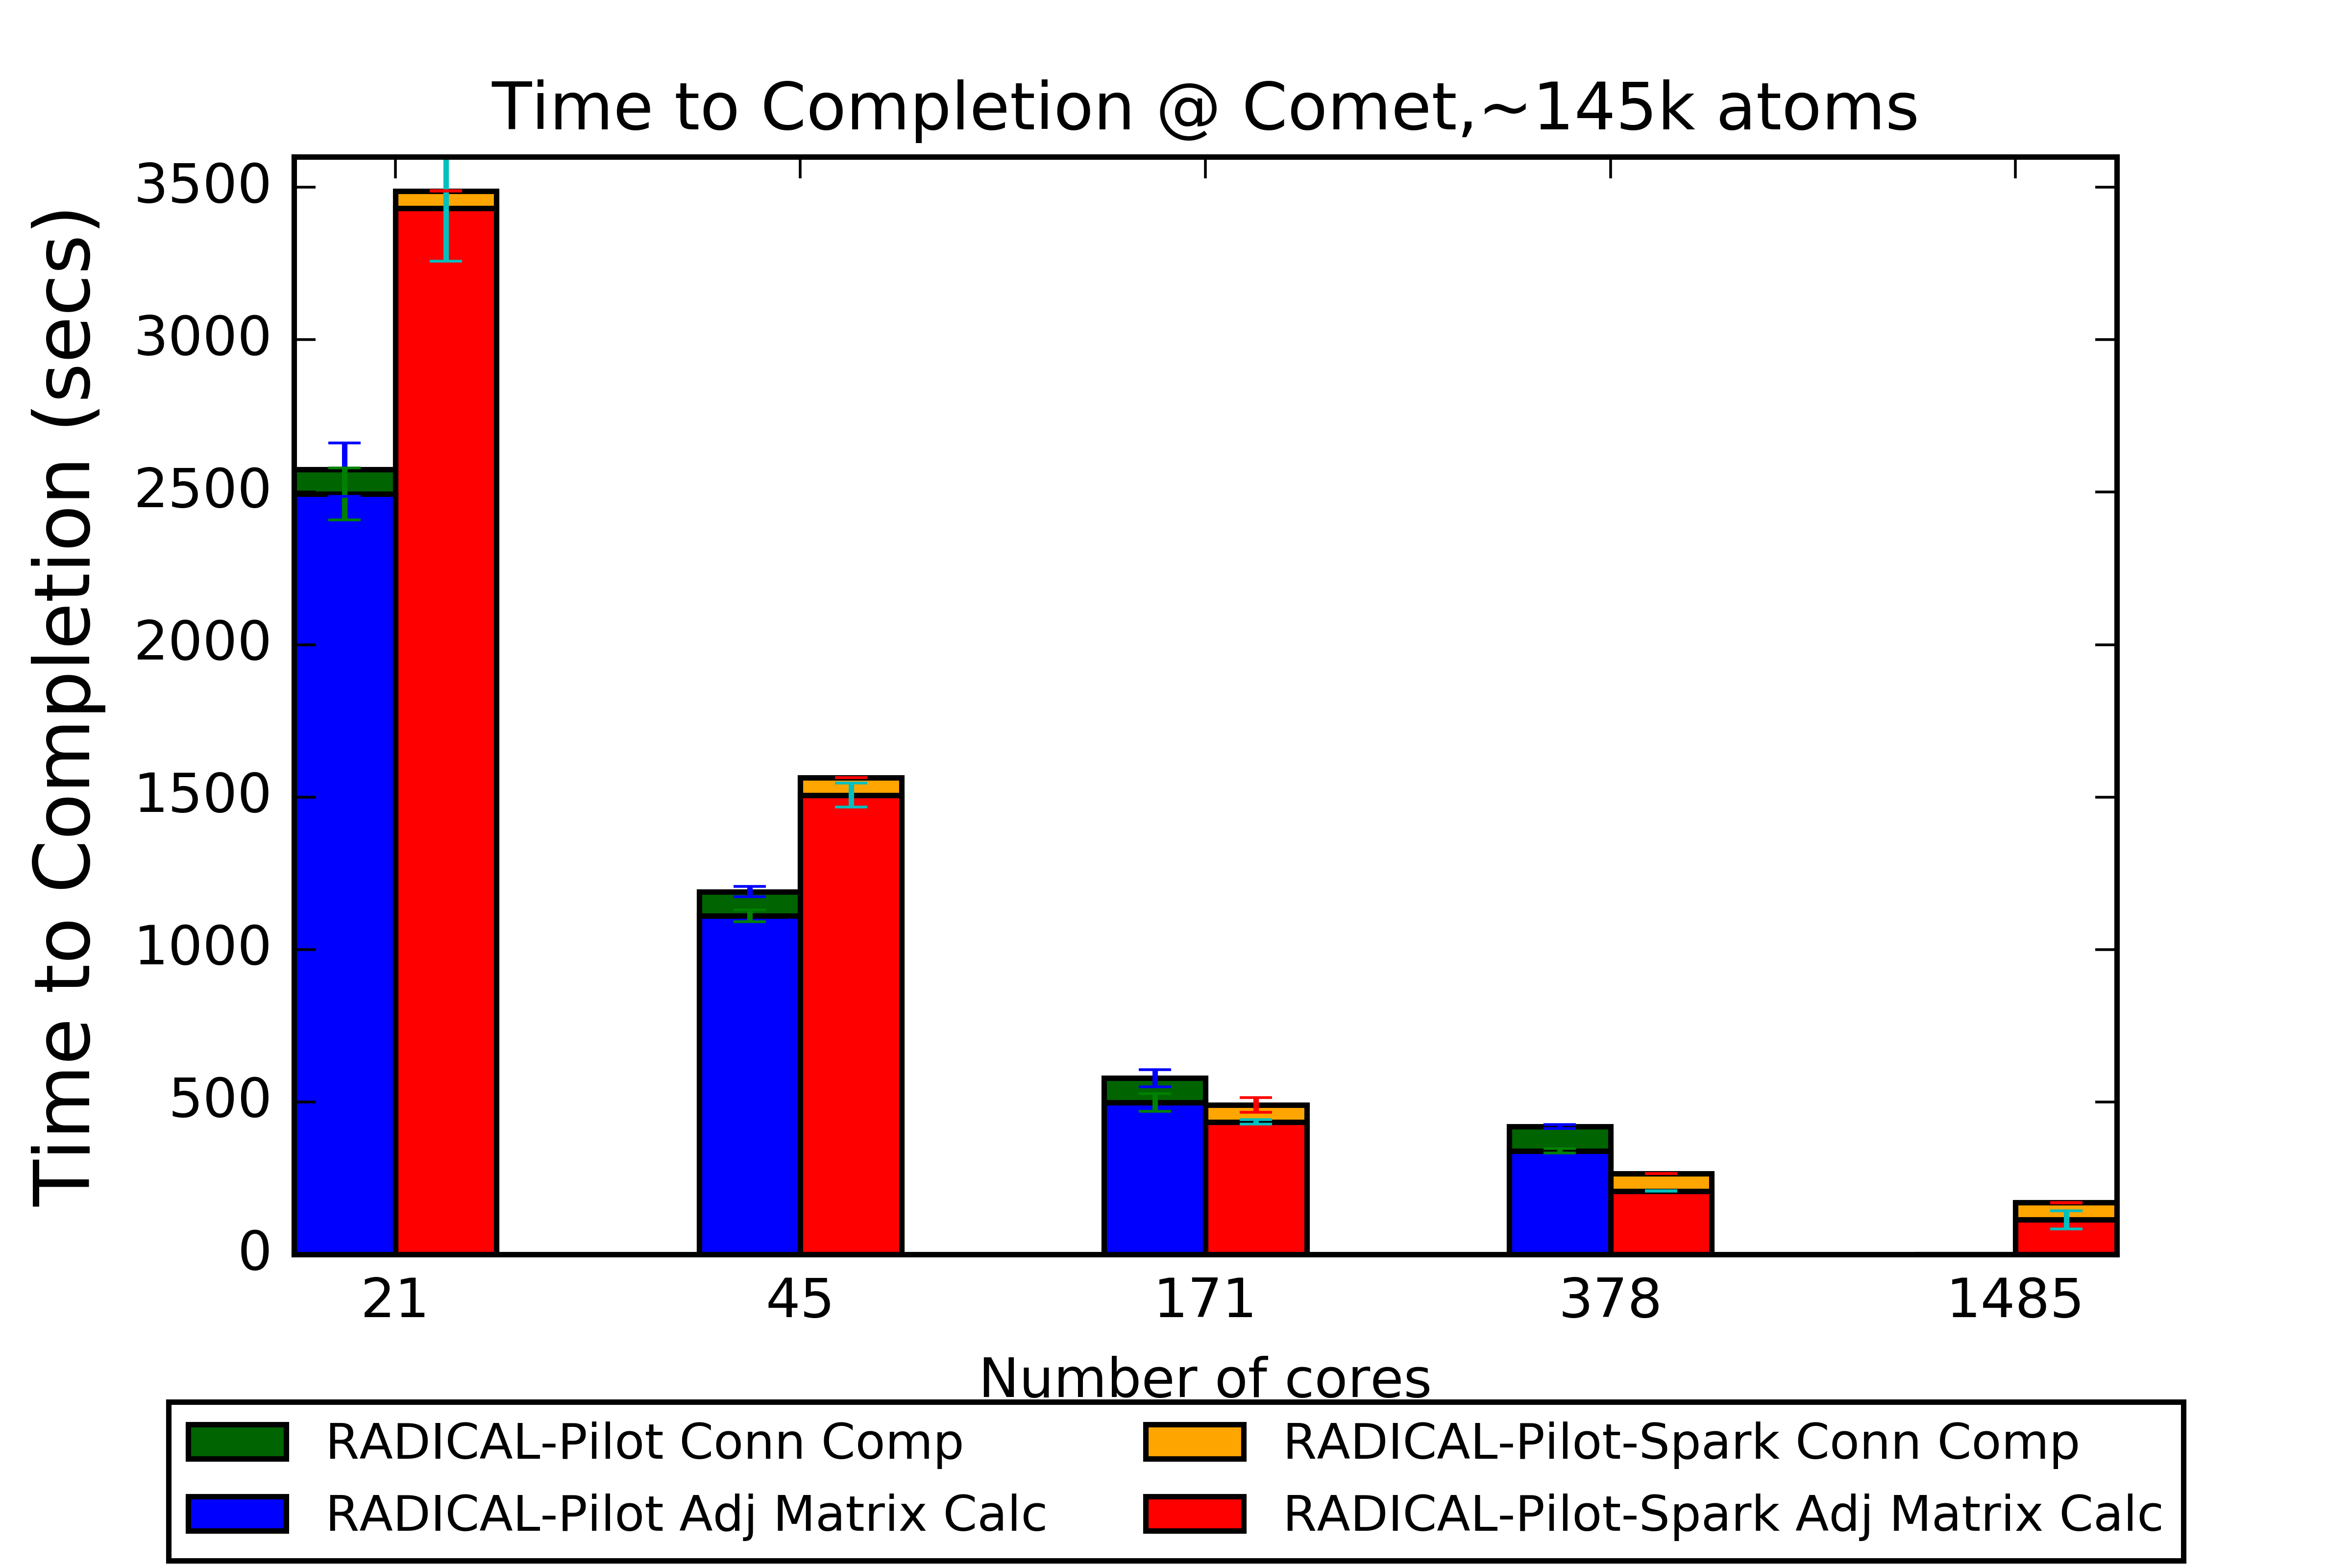 Time to Completion @ Comet,~145k atoms
Time to Completion (secs)
3500
3000
2500
2000
1500
1000
500
0
21 45 171 378 1485
Number of cores
RADICAL-Pilot Conn Comp
RADICAL-Pilot Adj Matrix Calc
RADICAL-Pilot-Spark Conn Comp
RADICAL-Pilot-Spark Adj Matrix Calc